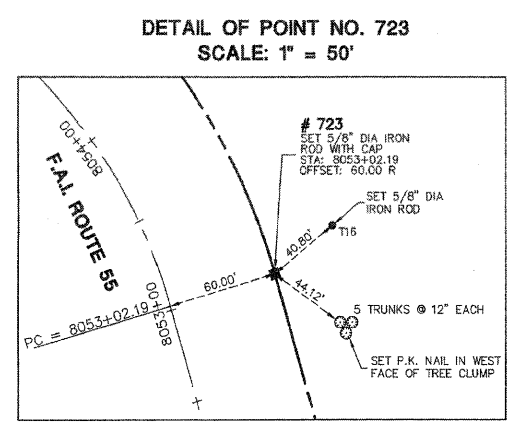 DETAIL OF POINT NO. 723
SCALE: 1" = 50'
# 723
SET 5/8" DIA IRON
ROD WITH CAP
STA: 8053+02.19
OFFSET: 60.00 R
8054+00
F.A.I. ROUTE 55
SET 5/8" DIA
IRON ROD
T16
40.80'
60.00'
44.12'
PC = 8053+02.19
8053+00
5 TRUNKS @ 12" EACH
SET P.K. NAIL IN WEST
FACE OF TREE CLUMP